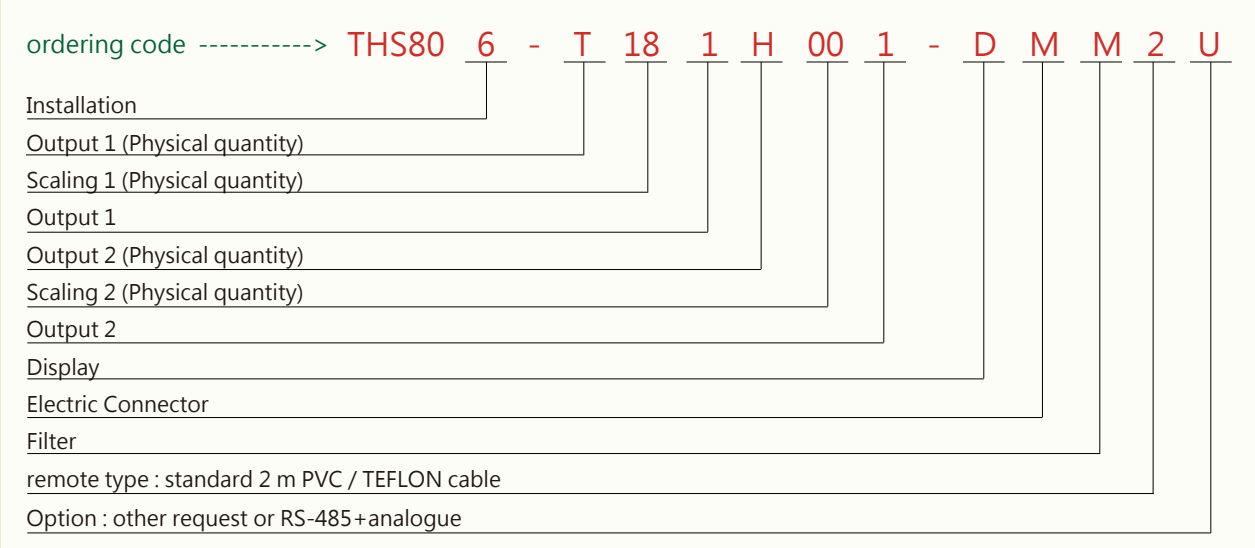 ordering code -----------> THS80 6 - T 18 1 H 00 1 - D M M 2 U
Installation
Output 1 (Physical quantity)
Scaling 1 (Physical quantity)
Output 1
Output 2 (Physical quantity)
Scaling 2 (Physical quantity)
Output 2
Display
Electric Connector
Filter
remote type : standard 2 m PVC / TEFLON cable
Option : other request or RS-485+analogue